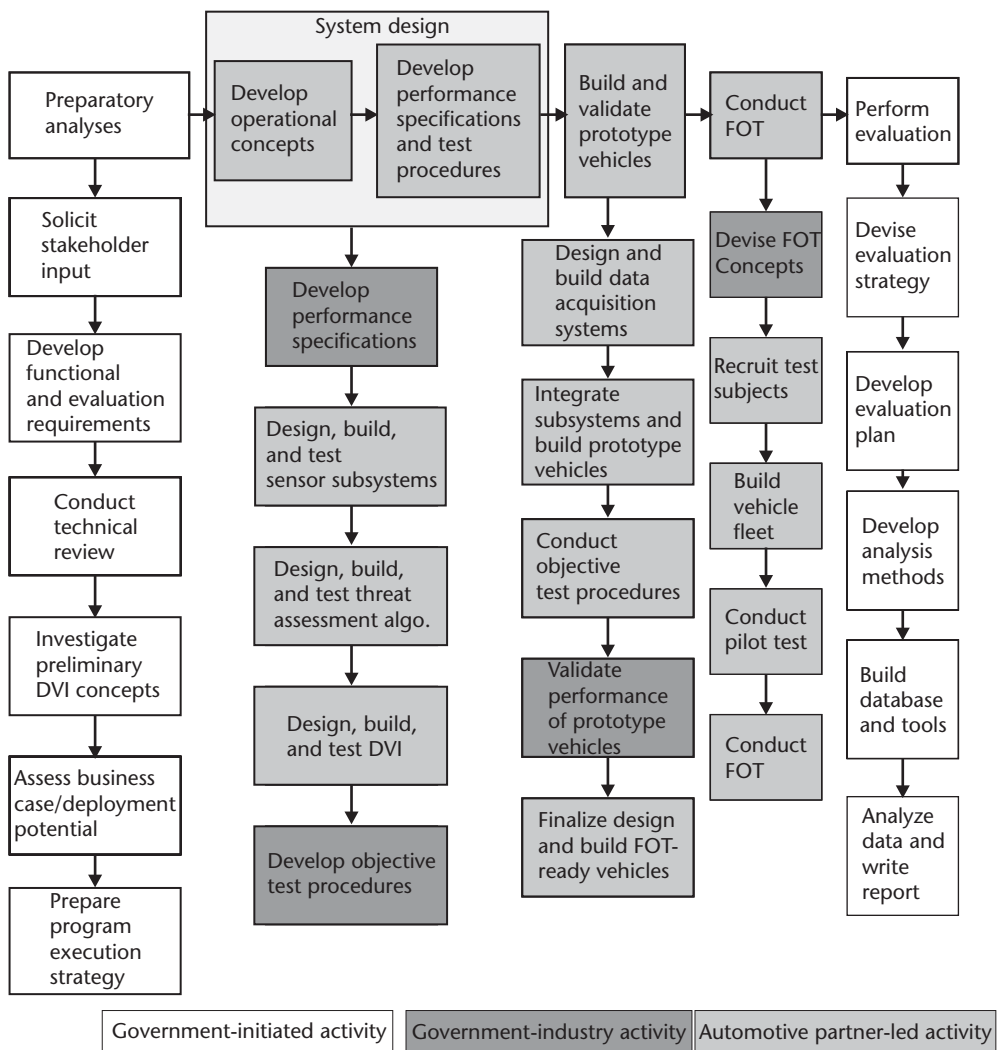 System design
Preparatory
analyses
Develop
operational
concepts
Develop
performance
specifications
and test
procedures
Build and
validate
prototype
vehicles
Conduct
FOT
Perform
evaluation
Solicit
stakeholder
input
Develop
functional
and evaluation
requirements
Conduct
technical
review
Investigate
preliminary
DVI concepts
Assess business
case/deployment
potential
Prepare
program
execution
strategy
Develop
performance
specifications
Design, build,
and test
sensor subsystems
Design, build,
and test threat
assessment algo.
Design, build,
and test DVI
Develop objective
test procedures
Design and
build data
acquisition
systems
Integrate
subsystems and
build prototype
vehicles
Conduct
objective
test procedures
Validate
performance
of prototype
vehicles
Finalize design
and build FOT-
ready vehicles
Devise FOT
Concepts
Recruit test
subjects
Build
vehicle
fleet
Conduct
pilot test
Conduct
FOT
Devise
evaluation
strategy
Develop
evaluation
plan
Develop
analysis
methods
Build
database
and tools
Analyze
data and
write
report
Government-initiated activity
Government-industry activity
Automotive partner-led activity